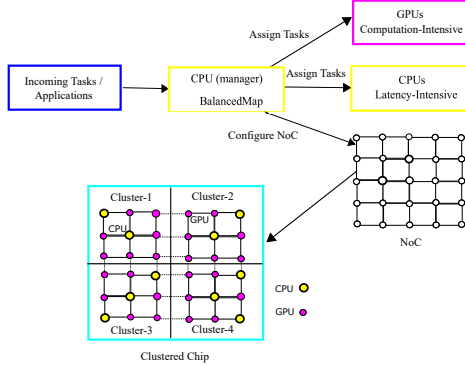 GPUs
Computation-Intensive
Assign Tasks
Incoming Tasks /
Applications
CPU (manager)
BalancedMap
Assign Tasks
CPUs
Latency-Intensive
Configure NoC
NoC
Cluster-1
Cluster-2
CPU
GPU
Cluster-3
Cluster-4
CPU
GPU
Clustered Chip